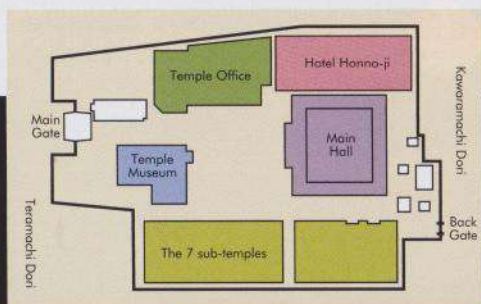 Temple Office
Hotel Honno-ji
Kawaramachi Dori
Main
Gate
Main
Hall
Temple
Museum
Teramachi Dori
The 7 sub-temples
Back
Gate